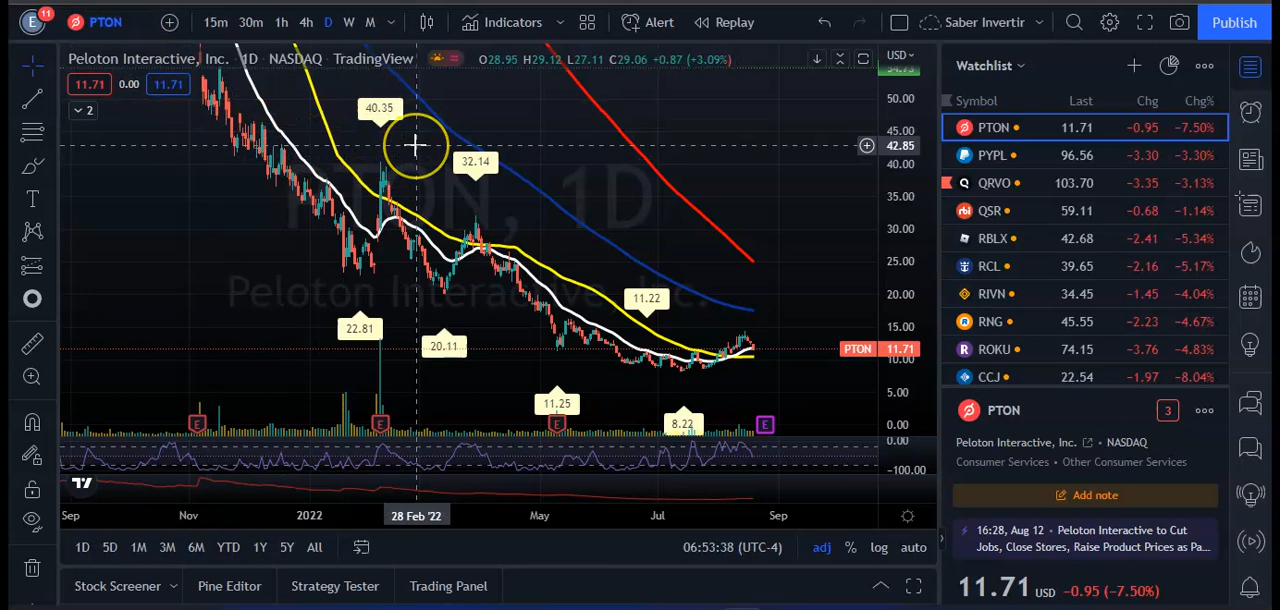 E 11 PTON 15m 30m 1h 4h D W M Indicators Alert Replay Saber Invertir Publish
Peloton Interactive, Inc. · 1D · NASDAQ TradingView O28.95 H29.12 L27.11 C29.06 +0.87 (+3.09%) USD
11.71 0.00 11.71
2
PTON, 1D
Peloton Interactive, Inc.
40.35
32.14
22.81
20.11
11.22
11.25
8.22
54.73
50.00
45.00
42.85
40.00
35.00
30.00
25.00
20.00
15.00
PTON 11.71
10.00
5.00
0.00
0.00
-100.00
E E E E
Sep Nov 2022 28 Feb '22 May Jul Sep
1D 5D 1M 3M 6M YTD 1Y 5Y All 06:53:38 (UTC-4) adj % log auto
Stock Screener Pine Editor Strategy Tester Trading Panel
Watchlist
Symbol Last Chg Chg%
PTON 11.71 −0.95 −7.50%
PYPL 96.56 −3.30 −3.30%
QRVO 103.70 −3.35 −3.13%
rbi QSR 59.11 −0.68 −1.14%
RBLX 42.68 −2.41 −5.34%
RCL 39.65 −2.16 −5.17%
RIVN 34.45 −1.45 −4.04%
RNG 45.55 −2.23 −4.67%
ROKU 74.15 −3.76 −4.83%
CCJ 22.54 −1.97 −8.04%
PTON 3
Peloton Interactive, Inc. • NASDAQ
Consumer Services • Other Consumer Services
Add note
16:28, Aug 12 • Peloton Interactive to Cut
Jobs, Close Stores, Raise Product Prices as Pa...
11.71 USD −0.95 (−7.50%)